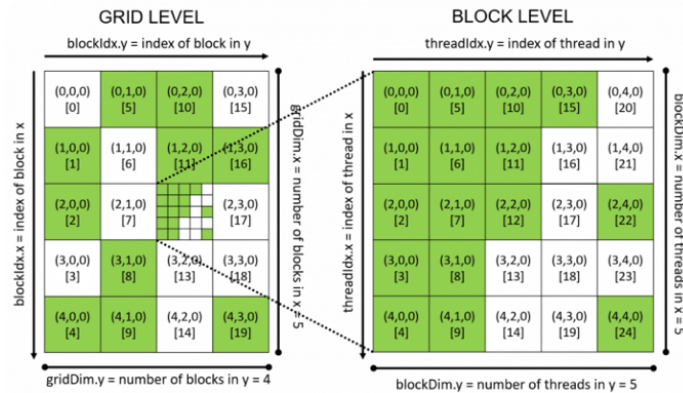 GRID LEVEL
blockIdx.y = index of block in y
blockIdx.x = index of block in x
(0,0,0) (0,1,0) (0,2,0) (0,3,0)
[0] [5] [10] [15]
(1,0,0) (1,1,0) (1,2,0) (1,3,0)
[1] [6] [11] [16]
(2,0,0) (2,1,0) (2,3,0)
[2] [7] [17]
(3,0,0) (3,1,0) (3,2,0) (3,3,0)
[3] [8] [13] [18]
(4,0,0) (4,1,0) (4,2,0) (4,3,0)
[4] [9] [14] [19]
gridDim.x = number of blocks in x = 5
gridDim.y = number of blocks in y = 4
BLOCK LEVEL
threadIdx.y = index of thread in y
threadIdx.x = index of thread in x
(0,0,0) (0,1,0) (0,2,0) (0,3,0) (0,4,0)
[0] [5] [10] [15] [20]
(1,0,0) (1,1,0) (1,2,0) (1,3,0) (1,4,0)
[1] [6] [11] [16] [21]
(2,0,0) (2,1,0) (2,2,0) (2,3,0) (2,4,0)
[2] [7] [12] [17] [22]
(3,0,0) (3,1,0) (3,2,0) (3,3,0) (3,4,0)
[3] [8] [13] [18] [23]
(4,0,0) (4,1,0) (4,2,0) (4,3,0) (4,4,0)
[4] [9] [14] [19] [24]
blockDim.x = number of threads in x = 5
blockDim.y = number of threads in y = 5